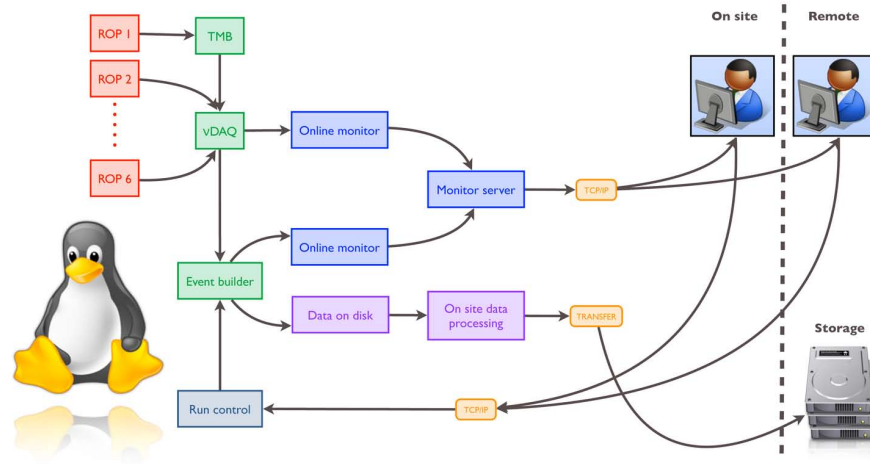 On site
Remote
ROP 1
TMB
ROP 2
vDAQ
Online monitor
ROP 6
Monitor server
TCP/IP
Online monitor
Event builder
Data on disk
On site data
processing
TRANSFER
Storage
Run control
TCP/IP